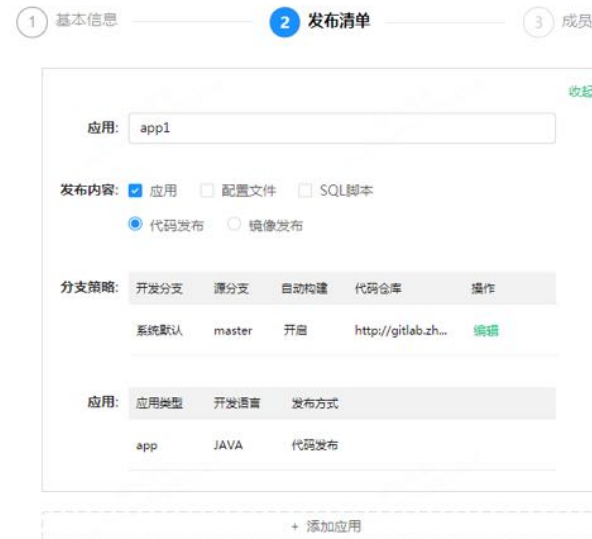 1 基本信息 2 发布清单 3 成员
收起
应用: app1
发布内容: 应用 配置文件 SQL脚本
代码发布 镜像发布
分支策略: 开发分支 源分支 自动构建 代码仓库 操作
系统默认 master 开启 http://gitlab.zh... 编辑
应用: 应用类型 开发语言 发布方式
app JAVA 代码发布
+ 添加应用